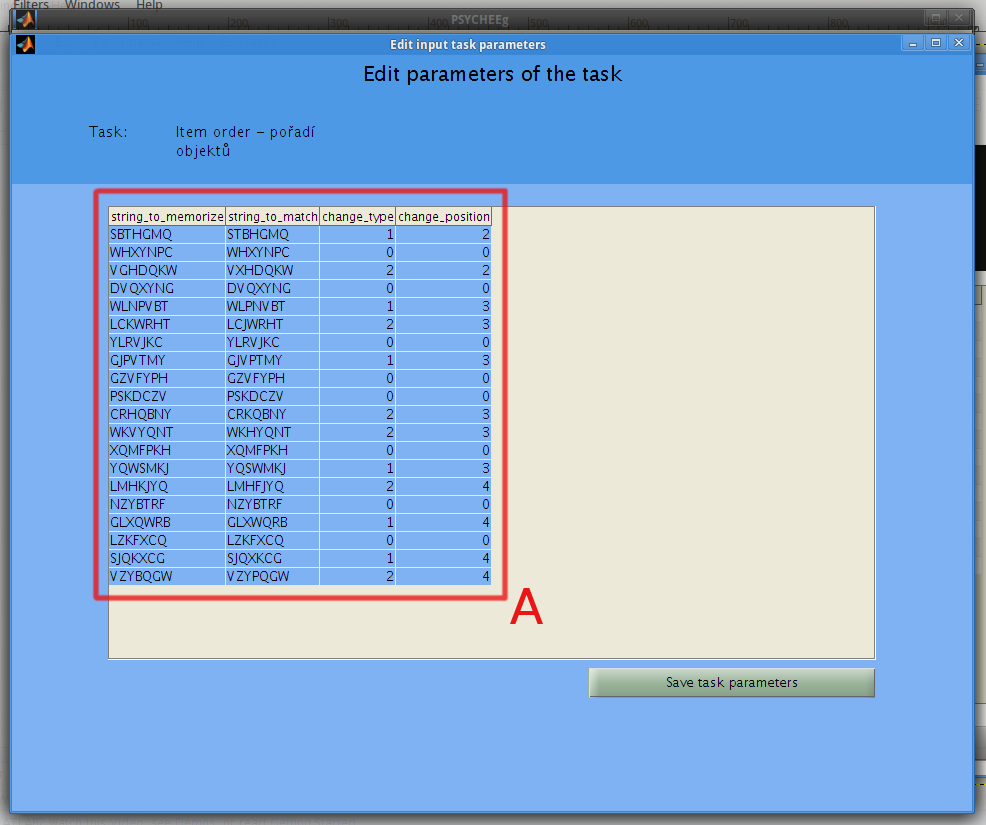 Filters Windows Help
PSYCHEEg
100 200 300 400 500 600 700 800
Edit input task parameters
Edit parameters of the task
Task: Item order – pořadí
objektů
string_to_memorize string_to_match change_type change_position
SBTHGMQ STBHGMQ 1 2
WHXYNPC WHXYNPC 0 0
VGHDQKW VXHDQKW 2 2
DVQXYNG DVQXYNG 0 0
WLNPVBT WLPNVBT 1 3
LCKWRHT LCJWRHT 2 3
YLRVJKC YLRVJKC 0 0
GJPVTMY GJVPTMY 1 3
GZVFYPH GZVFYPH 0 0
PSKDCZV PSKDCZV 0 0
CRHQBNY CRKQBNY 2 3
WKVYQNT WKHYQNT 2 3
XQMFPKH XQMFPKH 0 0
YQWSMKJ YQSWMKJ 1 3
LMHKJYQ LMHFJYQ 2 4
NZYBTRF NZYBTRF 0 0
GLXQWRB GLXWQRB 1 4
LZKFXCQ LZKFXCQ 0 0
SJQKXCG SJQXKCG 1 4
VZYBQGW VZYPQGW 2 4
A
Save task parameters